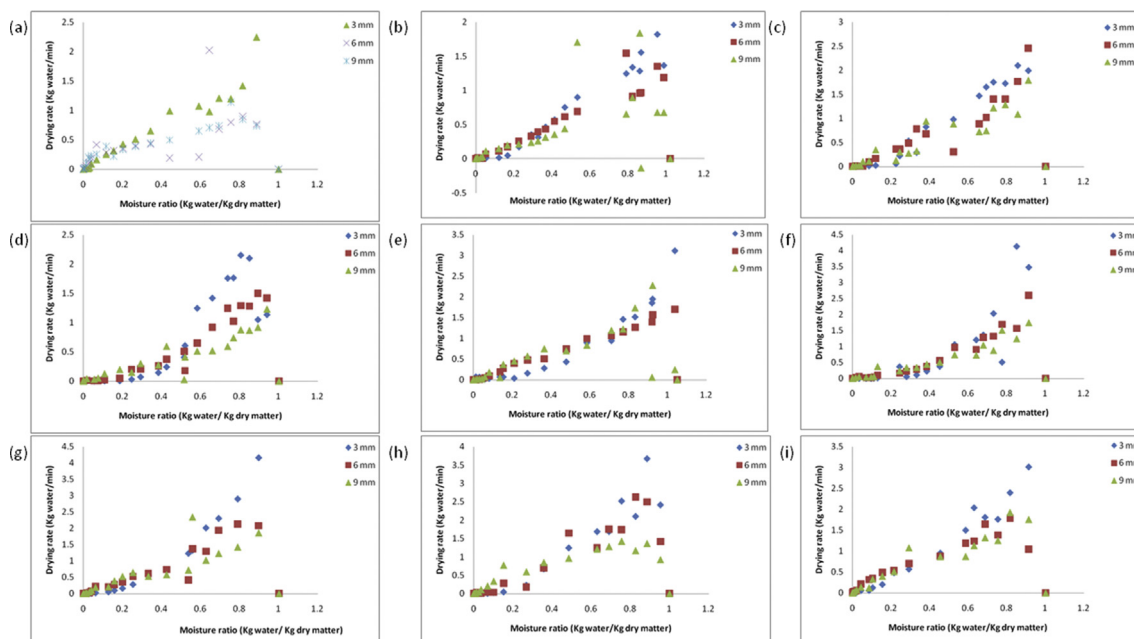 (a)
Drying rate (Kg water/min)
2.5
2
1.5
1
0.5
0
0 0.2 0.4 0.6 0.8 1 1.2
Moisture ratio (Kg water/Kg dry matter)
3 mm
6 mm
9 mm
(b)
Drying rate (Kg water/min)
2
1.5
1
0.5
0
-0.5
0 0.2 0.4 0.6 0.8 1 1.2
Moisture ratio (Kg water/ Kg dry matter)
3 mm
6 mm
9 mm
(c)
Drying rate (Kg water/min)
3
2.5
2
1.5
1
0.5
0
0 0.2 0.4 0.6 0.8 1 1.2
Moisture ratio (Kg water/ Kg dry matter)
3 mm
6 mm
9 mm
(d)
Drying rate (Kg water/min)
2.5
2
1.5
1
0.5
0
0 0.2 0.4 0.6 0.8 1 1.2
Moisture ratio (Kg water/ Kg dry matter)
3 mm
6 mm
9 mm
(e)
Drying rate (Kg water/min)
3.5
3
2.5
2
1.5
1
0.5
0
0 0.2 0.4 0.6 0.8 1 1.2
Moisture ratio (Kg water/ Kg dry matter)
3 mm
6 mm
9 mm
(f)
Drying rate (Kg water/min)
4.5
4
3.5
3
2.5
2
1.5
1
0.5
0
0 0.2 0.4 0.6 0.8 1 1.2
Moisture ratio (Kg water/ Kg dry matter)
3 mm
6 mm
9 mm
(g)
Drying rate (Kg water/min)
4.5
4
3.5
3
2.5
2
1.5
1
0.5
0
0 0.2 0.4 0.6 0.8 1 1.2
Moisture ratio (Kg water/ Kg dry matter)
3 mm
6 mm
9 mm
(h)
Drying rate (Kg water/min)
4
3.5
3
2.5
2
1.5
1
0.5
0
0 0.2 0.4 0.6 0.8 1 1.2
Moisture ratio (Kg water/ Kg dry matter)
3 mm
6 mm
9 mm
(i)
Drying rate (Kg water/min)
3.5
3
2.5
2
1.5
1
0.5
0
0 0.2 0.4 0.6 0.8 1 1.2
Moisture ratio (Kg water/Kg dry matter)
3 mm
6 mm
9 mm